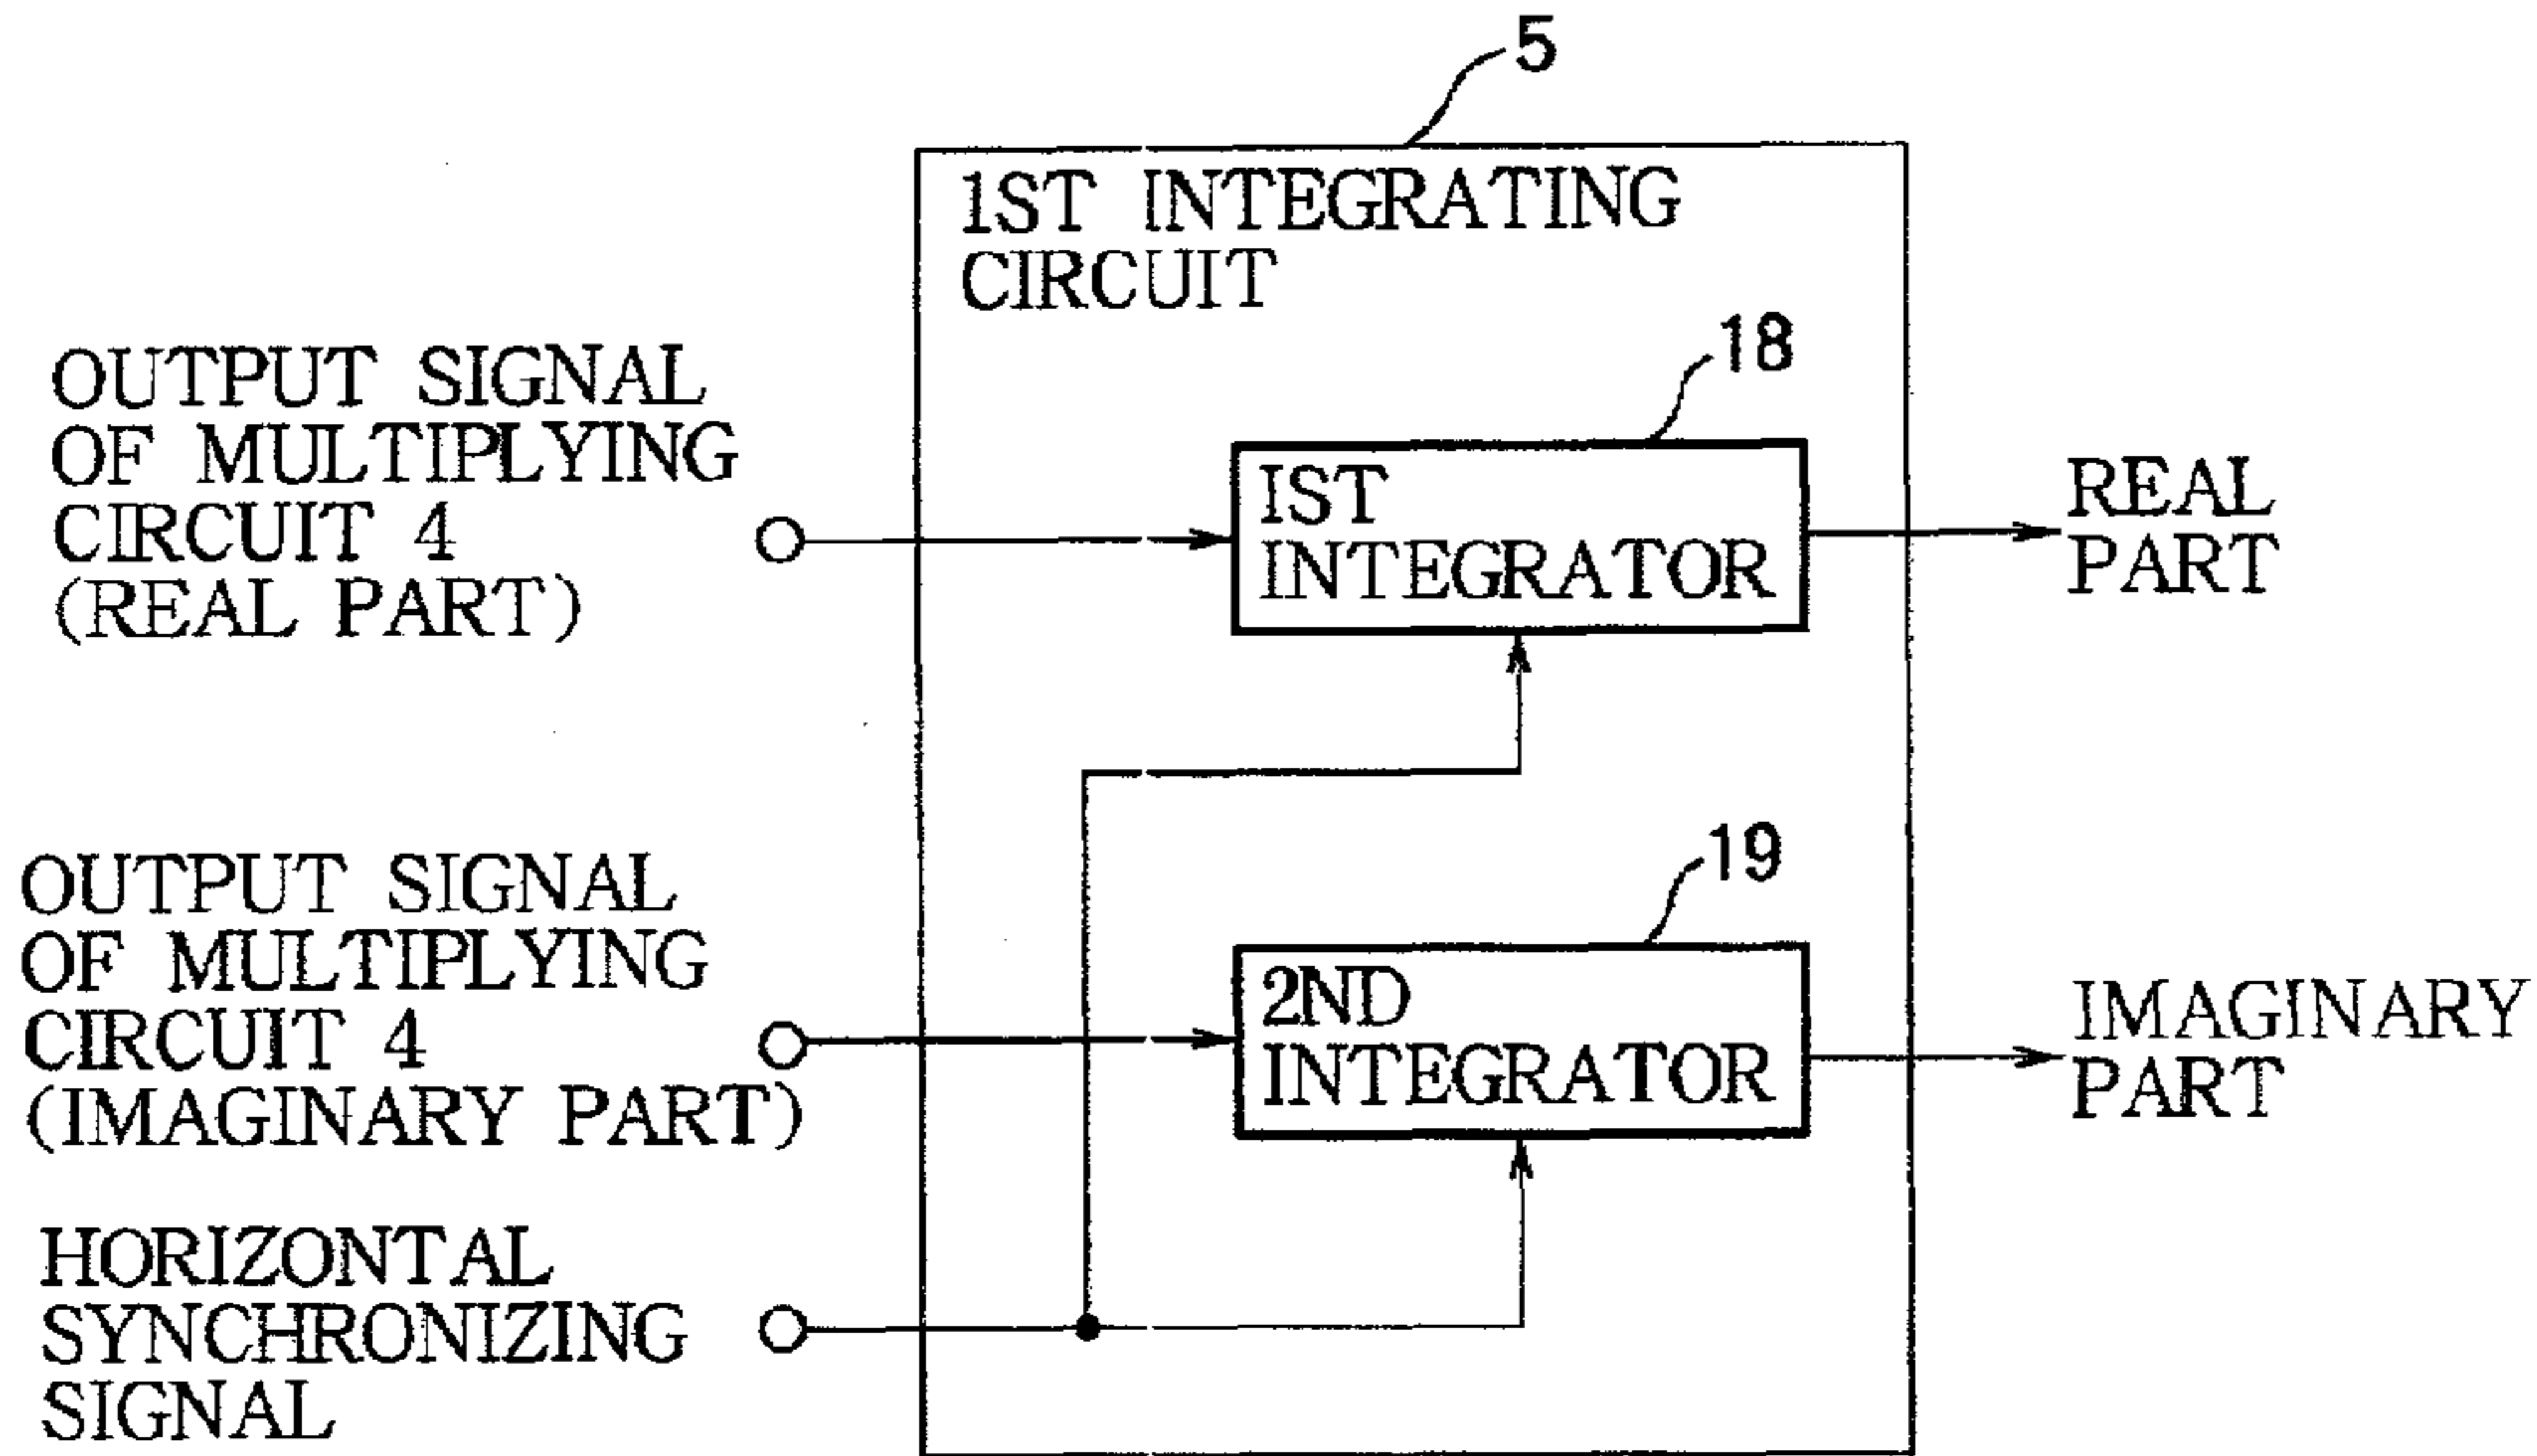 5
1ST INTEGRATING
CIRCUIT
18
OUTPUT SIGNAL
OF MULTIPLYING
CIRCUIT 4
(REAL PART)
IST
INTEGRATOR
REAL
PART
19
OUTPUT SIGNAL
OF MULTIPLYING
CIRCUIT 4
(IMAGINARY PART)
2ND
INTEGRATOR
IMAGINARY
PART
HORIZONTAL
SYNCHRONIZING
SIGNAL